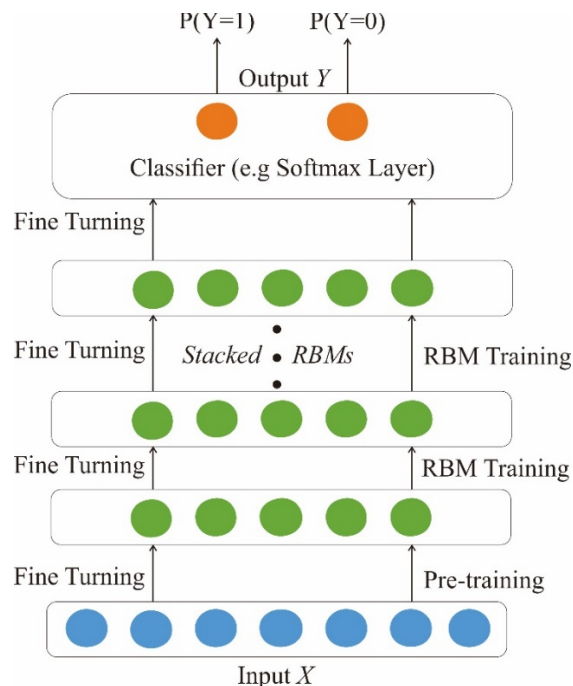 P(Y=1) P(Y=0)
Output Y
Classifier (e.g Softmax Layer)
Fine Turning
Fine Turning Stacked RBMs RBM Training
Fine Turning RBM Training
Fine Turning Pre-training
Input X